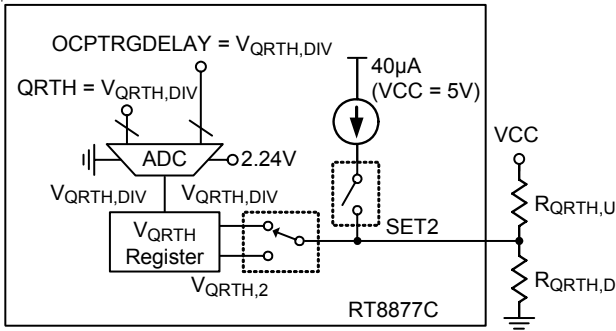 OCPTRGDELAY = VQRTH,DIV
QRTH = VQRTH,DIV
40µA
(VCC = 5V)
VCC
ADC
2.24V
VQRTH,DIV
VQRTH,DIV
RQRTH,U
VQRTH
Register
SET2
VQRTH,2
RQRTH,D
RT8877C